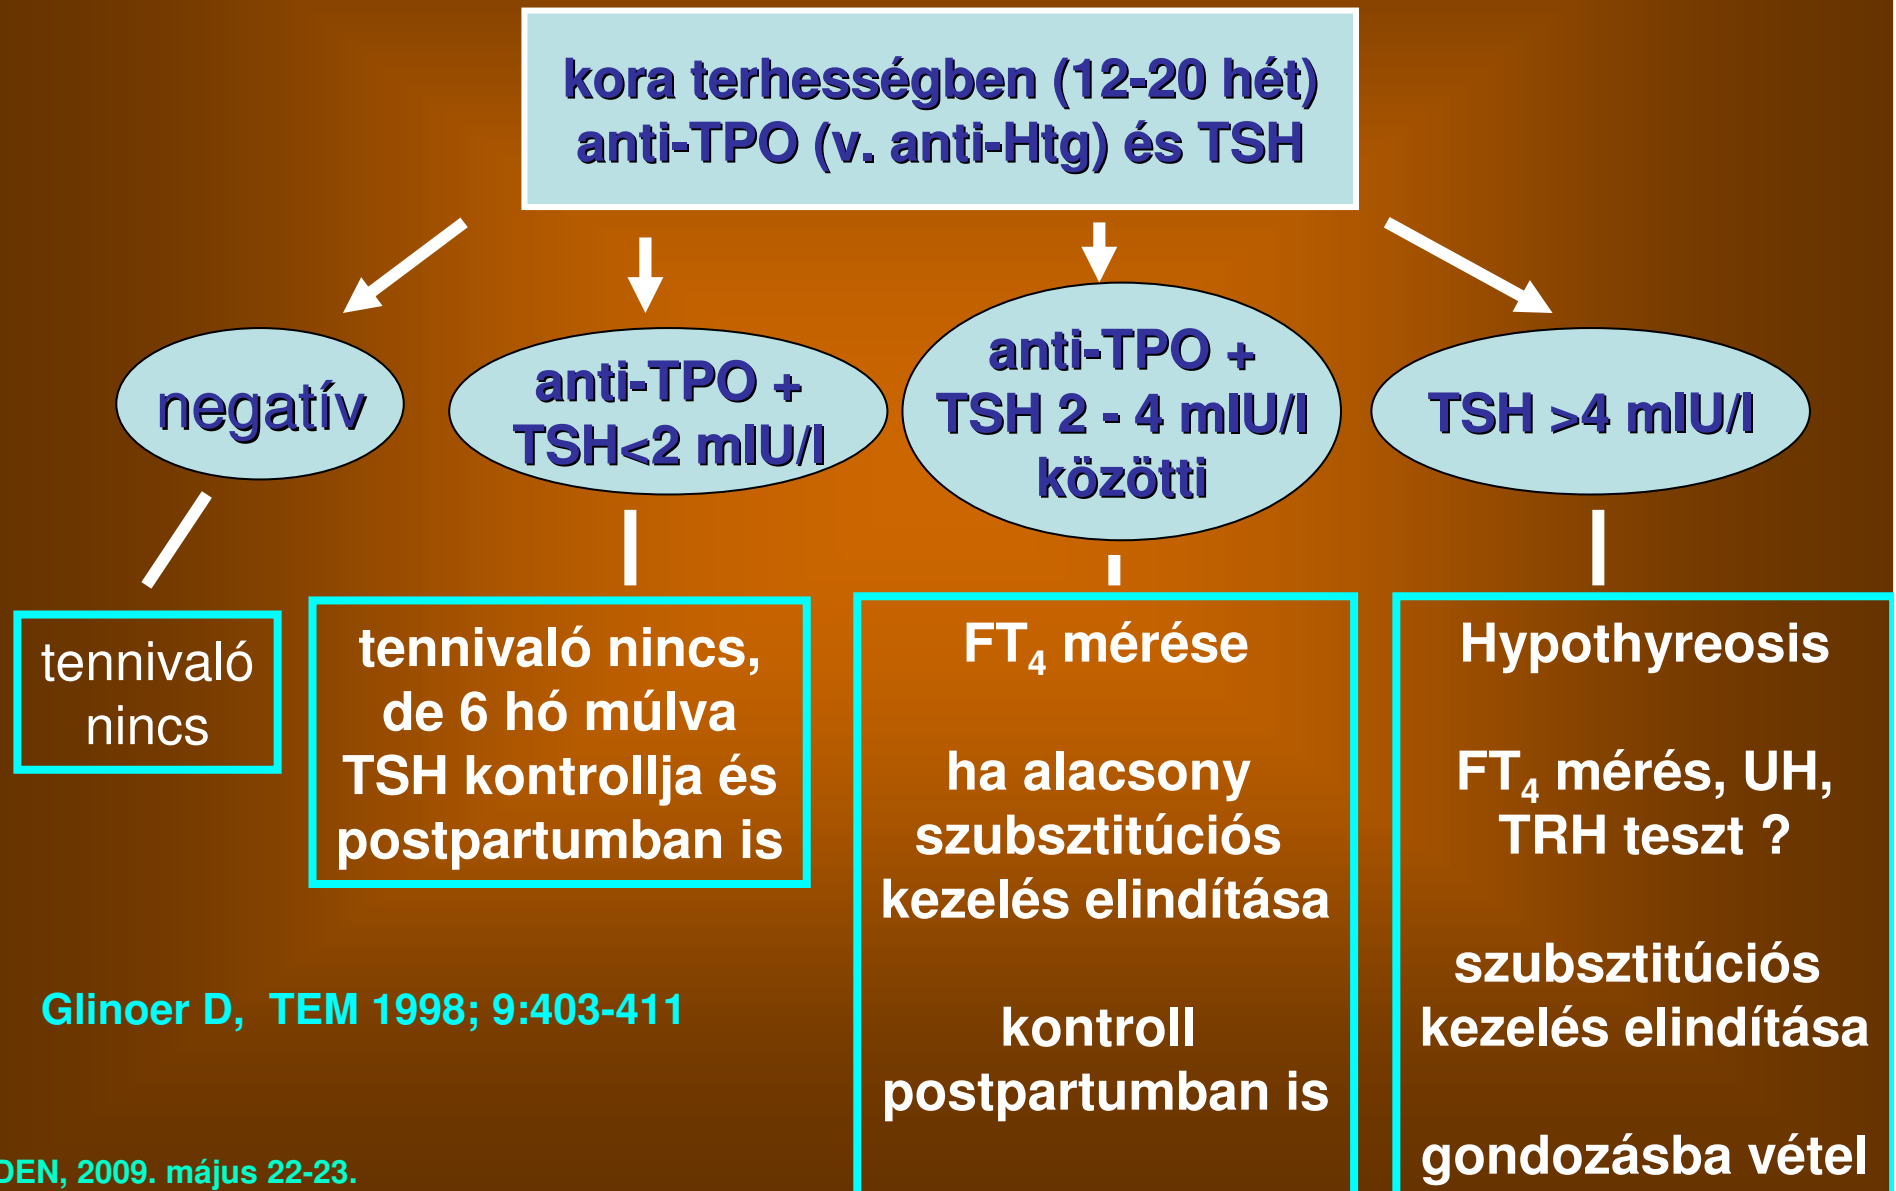 kora terhességben (12-20 hét)
anti-TPO (v. anti-Htg) és TSH
negatív
anti-TPO +
TSH<2 mIU/l
anti-TPO +
TSH 2 - 4 mIU/l
közötti
TSH >4 mIU/l
tennivaló
nincs
tennivaló nincs,
de 6 hó múlva
TSH kontrollja és
postpartumban is
FT₄ mérése
ha alacsony
szubsztitúciós
kezelés elindítása
kontroll
postpartumban is
Hypothyreosis
FT₄ mérés, UH,
TRH teszt ?
szubsztitúciós
kezelés elindítása
gondozásba vétel
Glinoer D, TEM 1998; 9:403-411
2009. május 22-23.